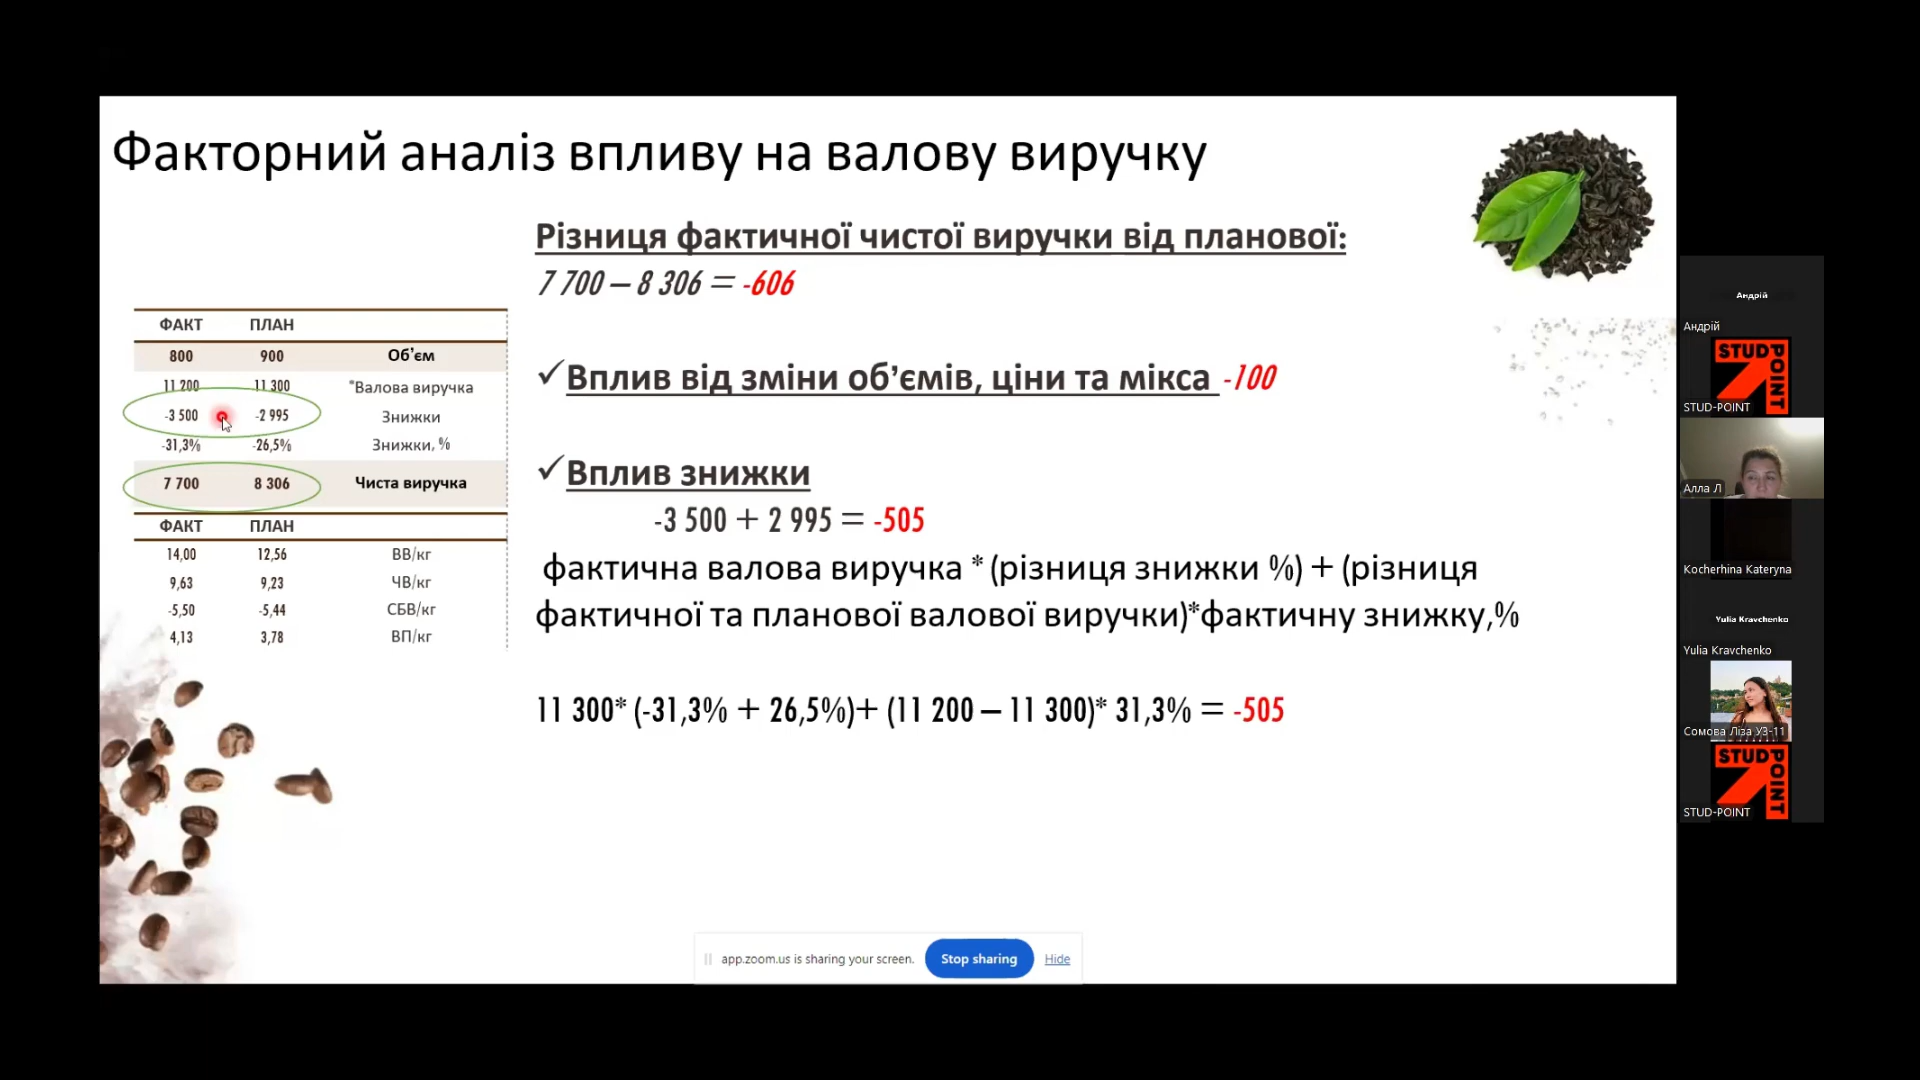 Факторний аналіз впливу на валову виручку
Різниця фактичної чистої виручки від планової:
7 700 – 8 306 = -606
ФАКТ ПЛАН
800 900 Об’єм
11 200 11 300 *Валова виручка
-3 500 -2 995 Знижки
-31,3% -26,5% Знижки, %
7 700 8 306 Чиста виручка
ФАКТ ПЛАН
14,00 12,56 ВВ/кг
9,63 9,23 ЧВ/кг
-5,50 -5,44 СБВ/кг
4,13 3,78 ВП/кг
✓Вплив від зміни об’ємів, ціни та мікса -100
✓Вплив знижки
-3 500 + 2 995 = -505
фактична валова виручка * (різниця знижки %) + (різниця
фактичної та планової валової виручки)*фактичну знижку,%
11 300* (-31,3% + 26,5%)+ (11 200 – 11 300)* 31,3% = -505
app.zoom.us is sharing your screen. Stop sharing Hide
Андрій
Андрій
STUD POINT
STUD-POINT
Алла Л
Kocherhina Kateryna
Yulia Kravchenko
Yulia Kravchenko
Сомова Ліза УЗ-11
STUD POINT
STUD-POINT